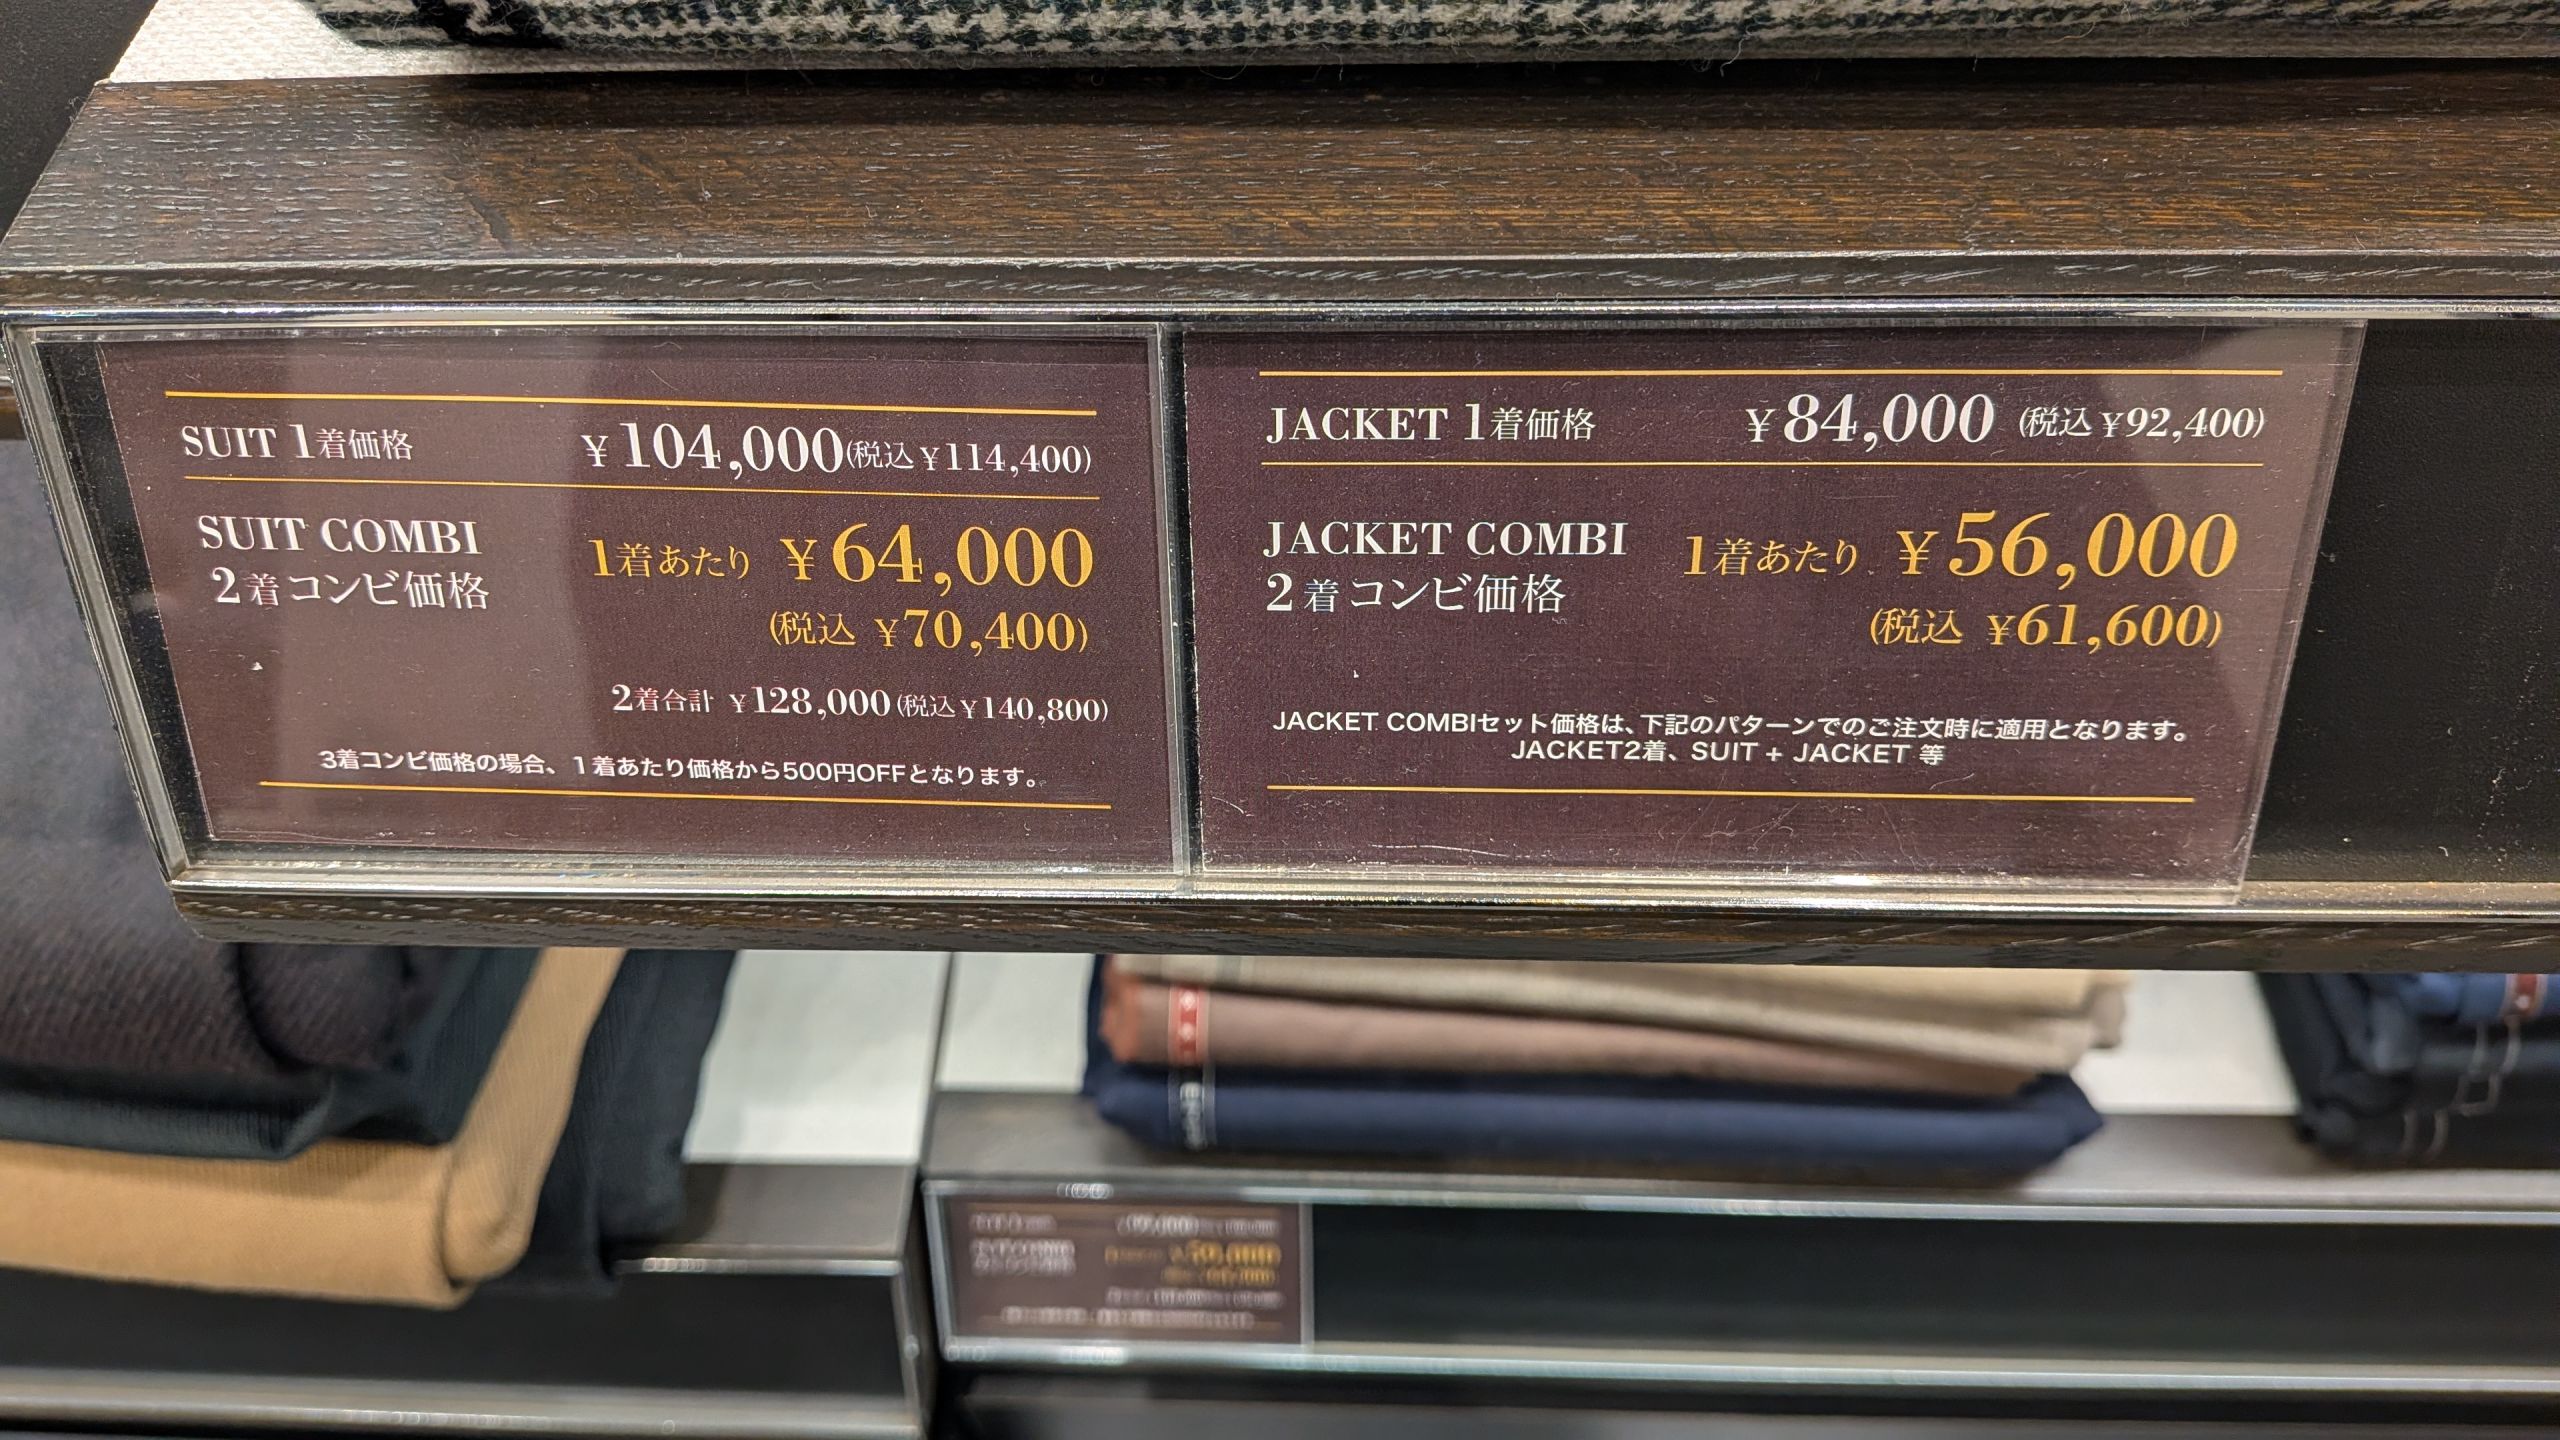 SUIT 1着価格 ¥104,000(税込¥114,400)
SUIT COMBI
2着コンビ価格
1着あたり ¥64,000
(税込 ¥70,400)
2着合計 ¥128,000(税込¥140,800)
3着コンビ価格の場合、1着あたり価格から500円OFFとなります。
JACKET 1着価格 ¥84,000 (税込¥92,400)
JACKET COMBI
2着コンビ価格
1着あたり ¥56,000
(税込 ¥61,600)
JACKET COMBIセット価格は、下記のパターンでのご注文時に適用となります。
JACKET2着、SUIT + JACKET 等